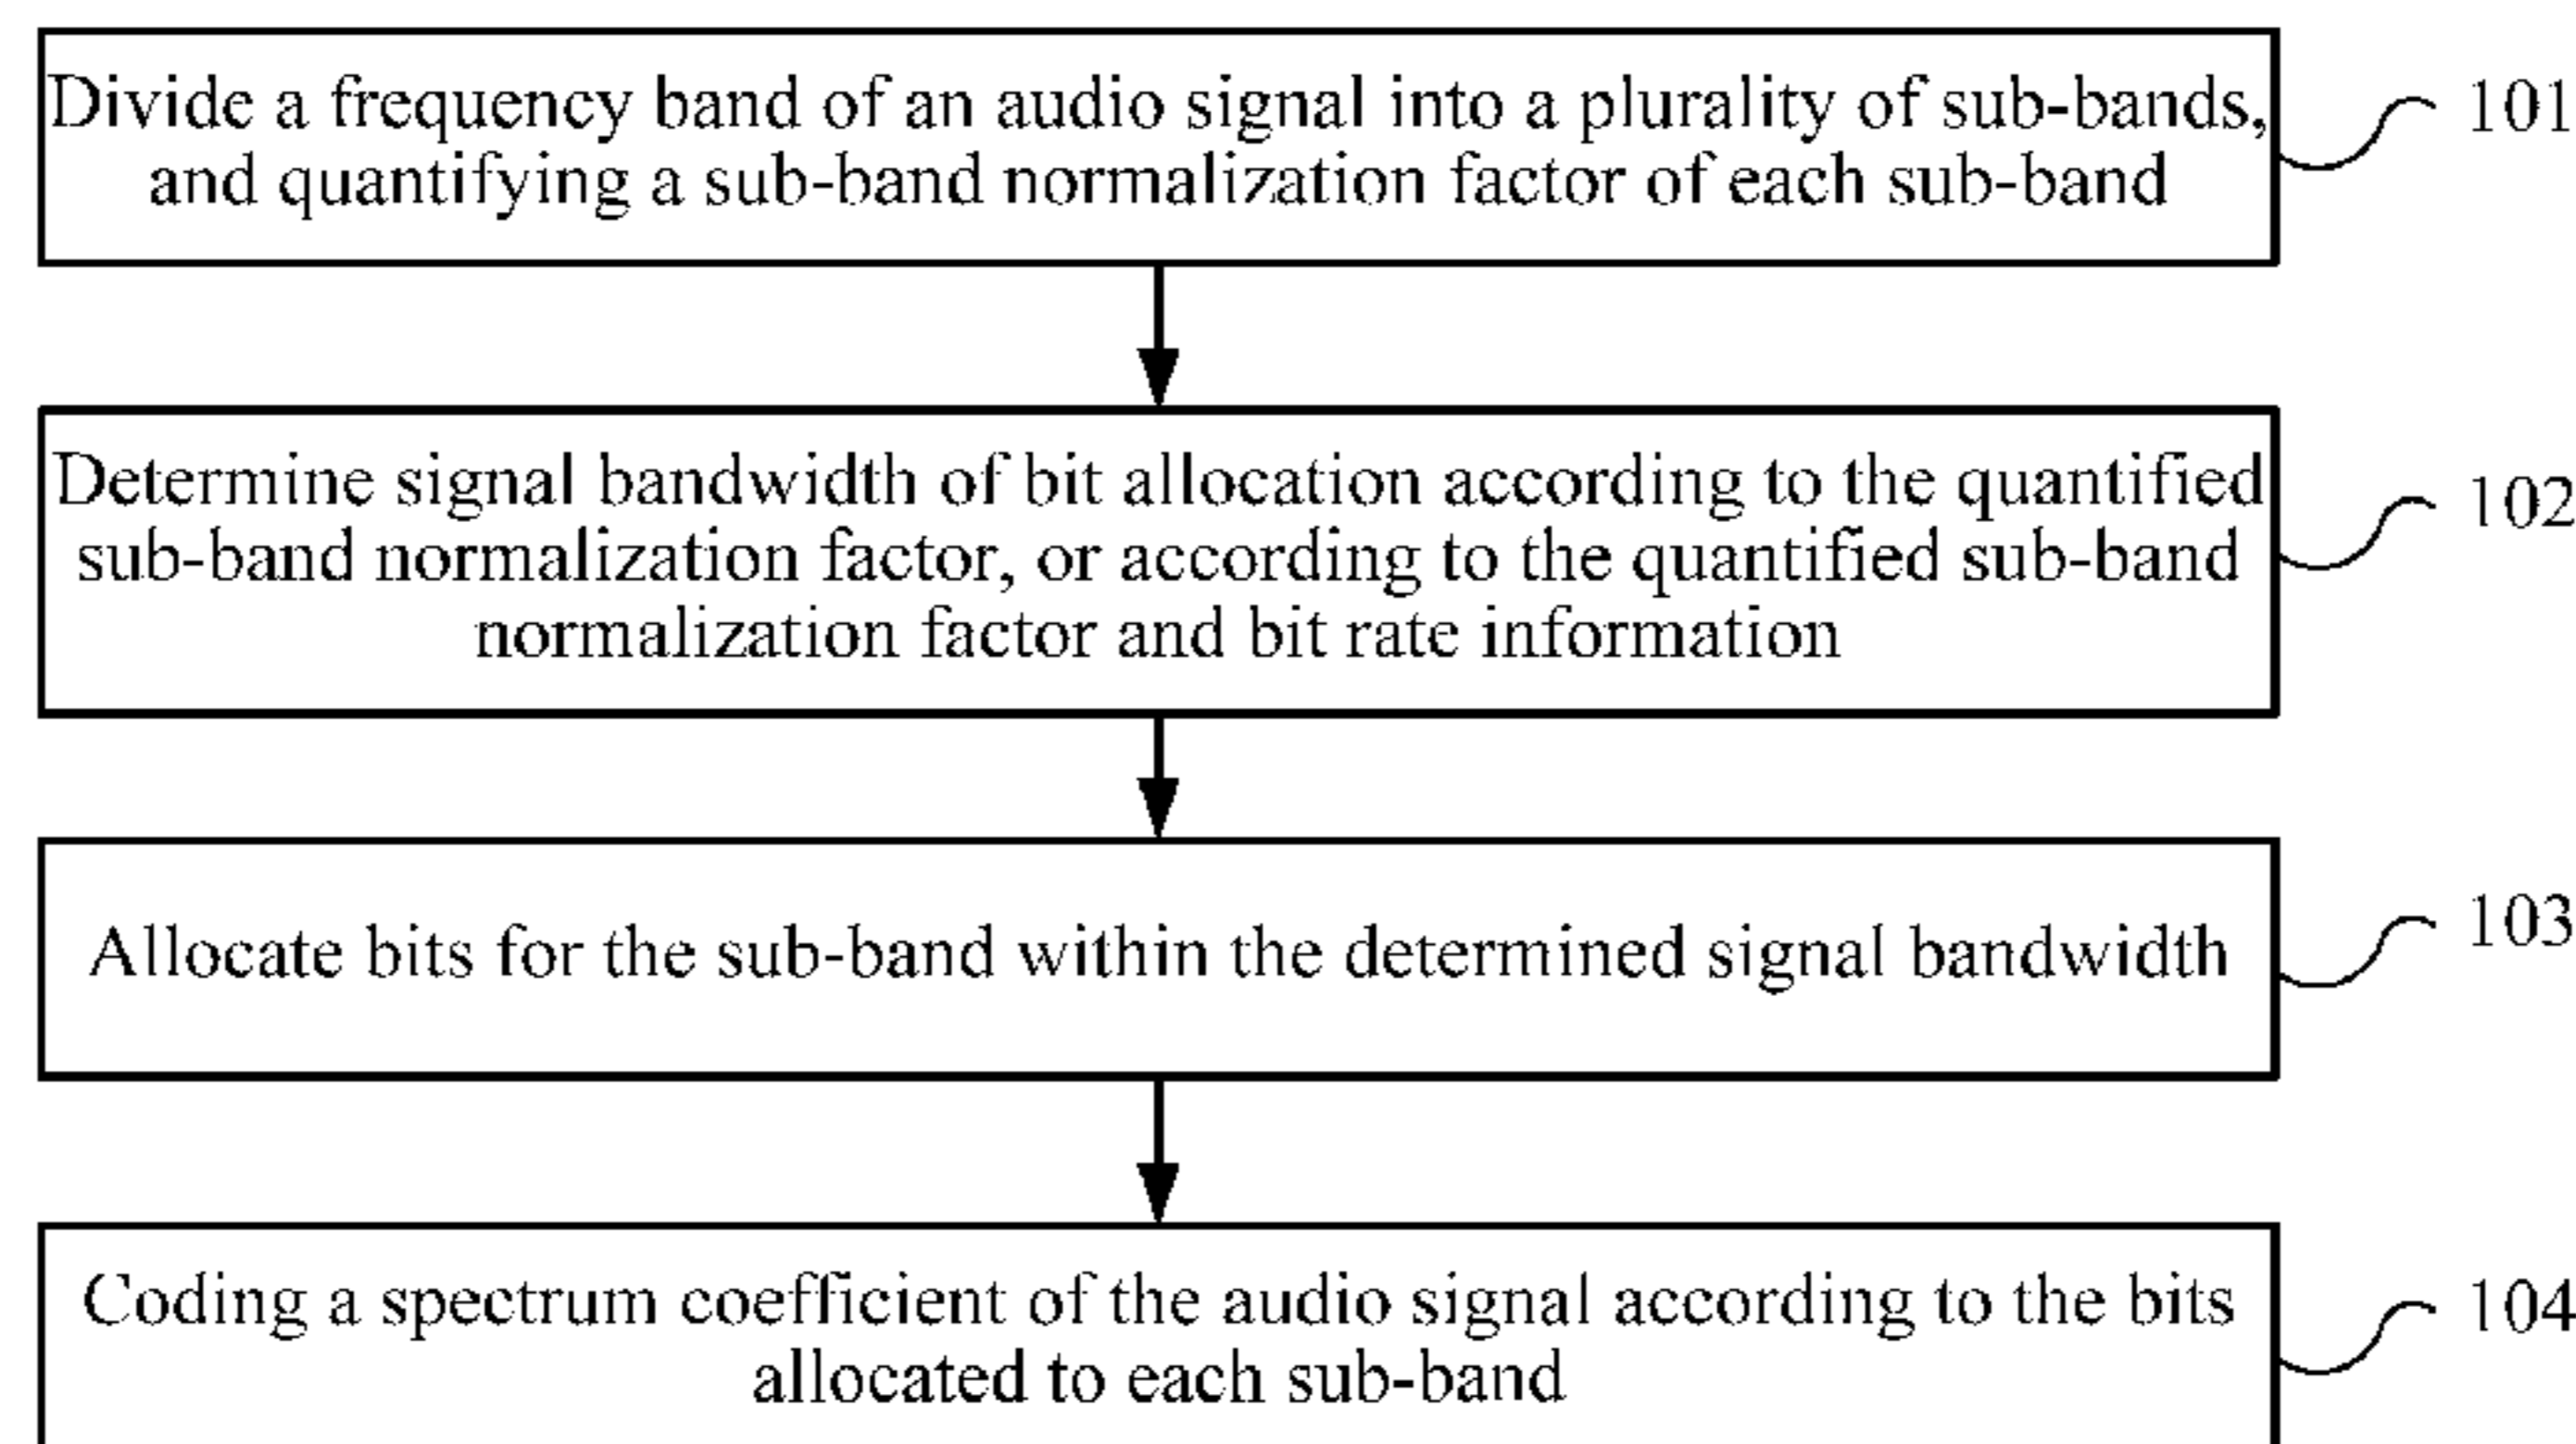 Divide a frequency band of an audio signal into a plurality of sub-bands,
and quantifying a sub-band normalization factor of each sub-band
101
Determine signal bandwidth of bit allocation according to the quantified
sub-band normalization factor, or according to the quantified sub-band
normalization factor and bit rate information
102
Allocate bits for the sub-band within the determined signal bandwidth
103
Coding a spectrum coefficient of the audio signal according to the bits
allocated to each sub-band
104